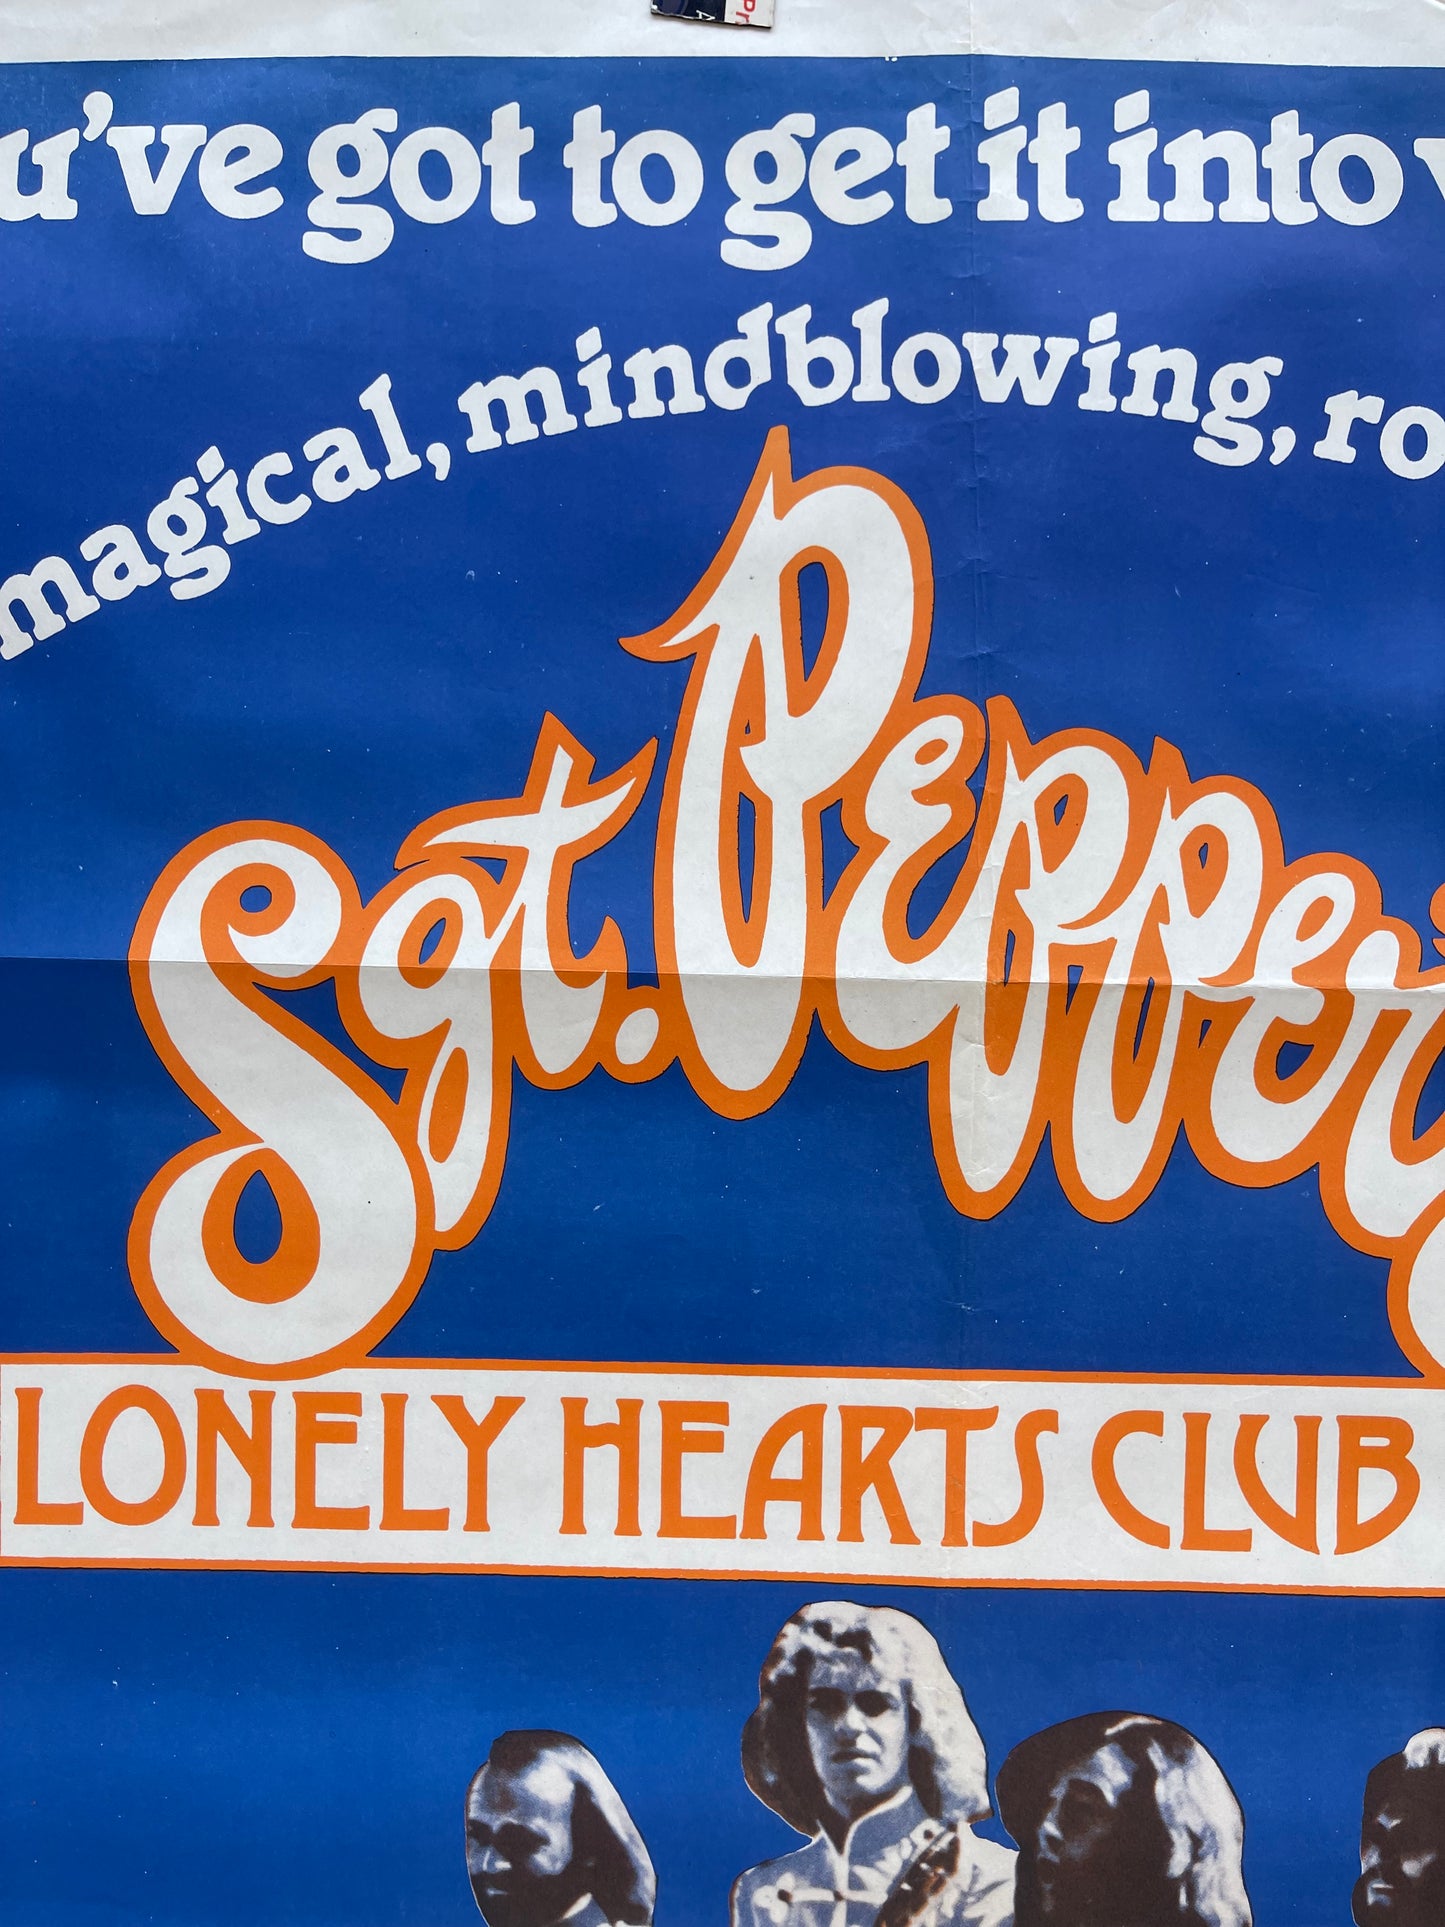 u've got to get it into
magical, mindblowing, ro
Sgt. Pepper
LONELY HEARTS CLUB